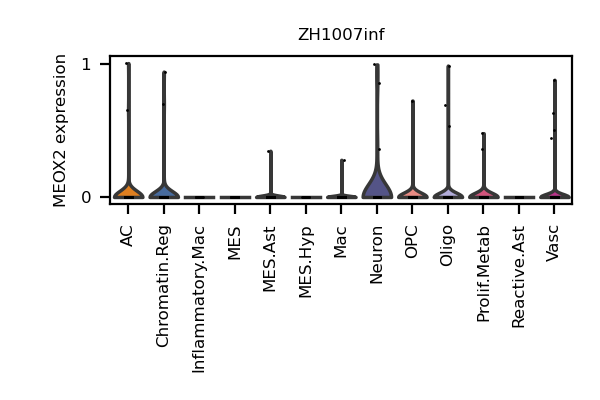 ZH1007inf
MEOX2 expression
1
0
AC
Chromatin.Reg
Inflammatory.Mac
MES
MES.Ast
MES.Hyp
Mac
Neuron
OPC
Oligo
Prolif.Metab
Reactive.Ast
Vasc